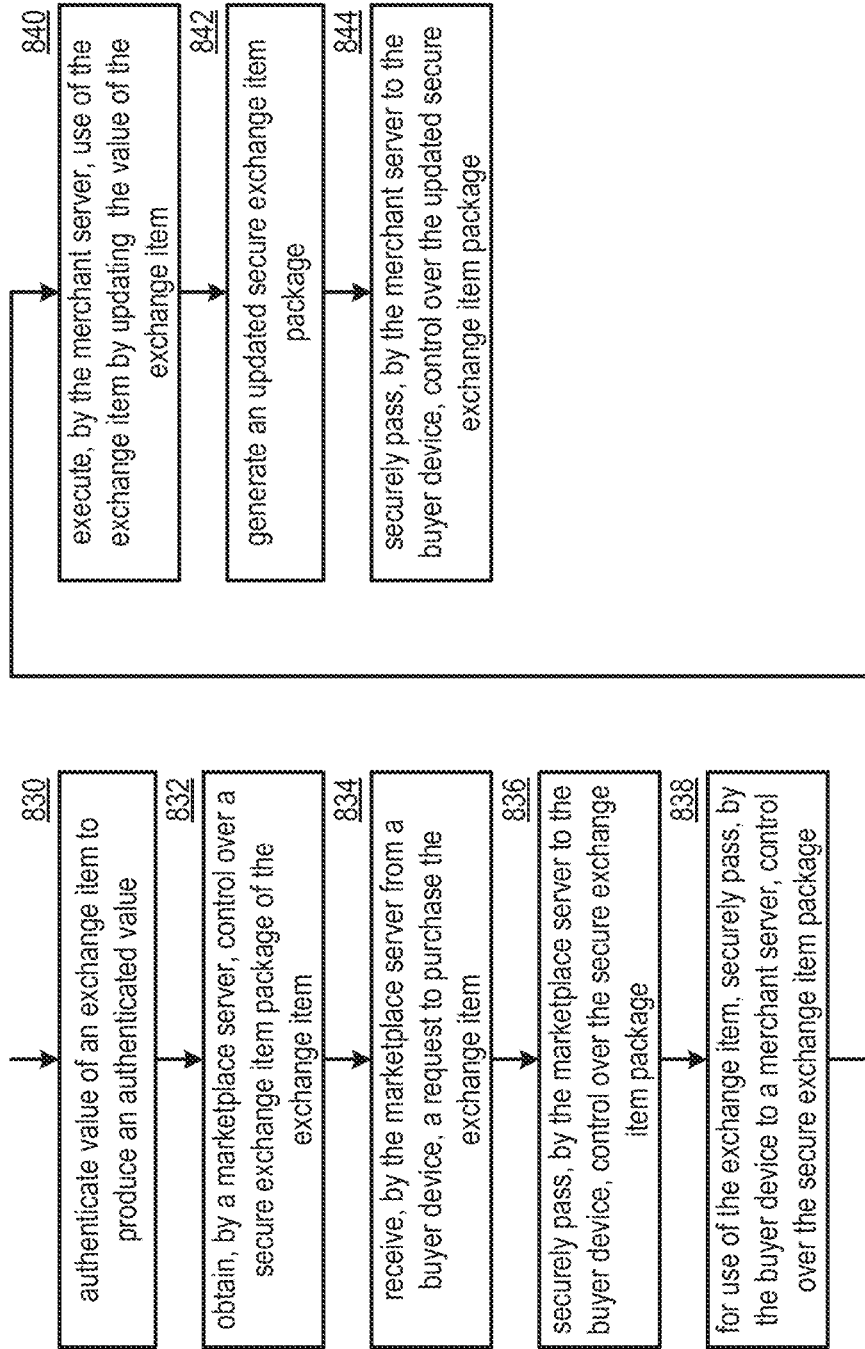 830
authenticate value of an exchange item to
produce an authenticated value
832
obtain, by a marketplace server, control over a
secure exchange item package of the
exchange item
834
receive, by the marketplace server from a
buyer device, a request to purchase the
exchange item
836
securely pass, by the marketplace server to the
buyer device, control over the secure exchange
item package
838
for use of the exchange item, securely pass, by
the buyer device to a merchant server, control
over the secure exchange item package
840
execute, by the merchant server, use of the
exchange item by updating the value of the
exchange item
842
generate an updated secure exchange item
package
844
securely pass, by the merchant server to the
buyer device, control over the updated secure
exchange item package